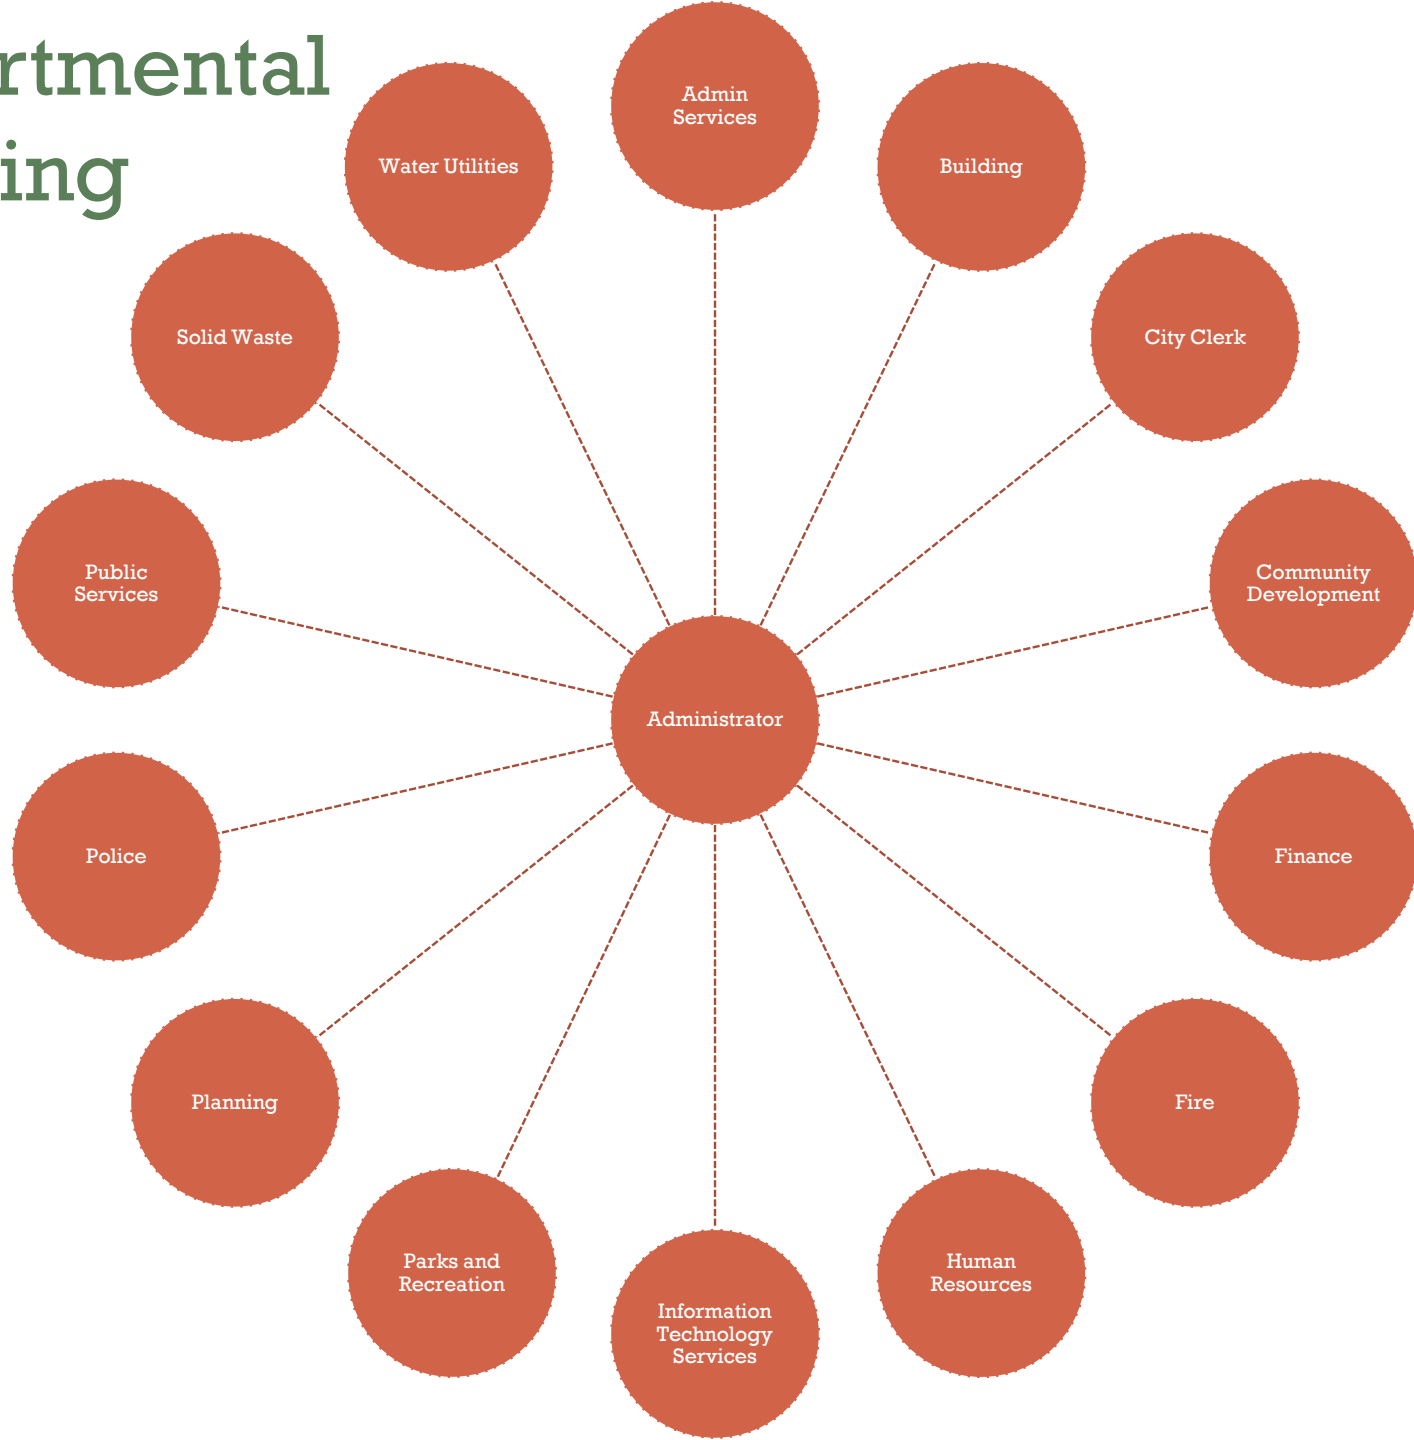 rtmental
ing
Admin
Services
Building
City Clerk
Community
Development
Finance
Fire
Human
Resources
Information
Technology
Services
Parks and
Recreation
Planning
Police
Public
Services
Solid Waste
Water Utilities
Administrator